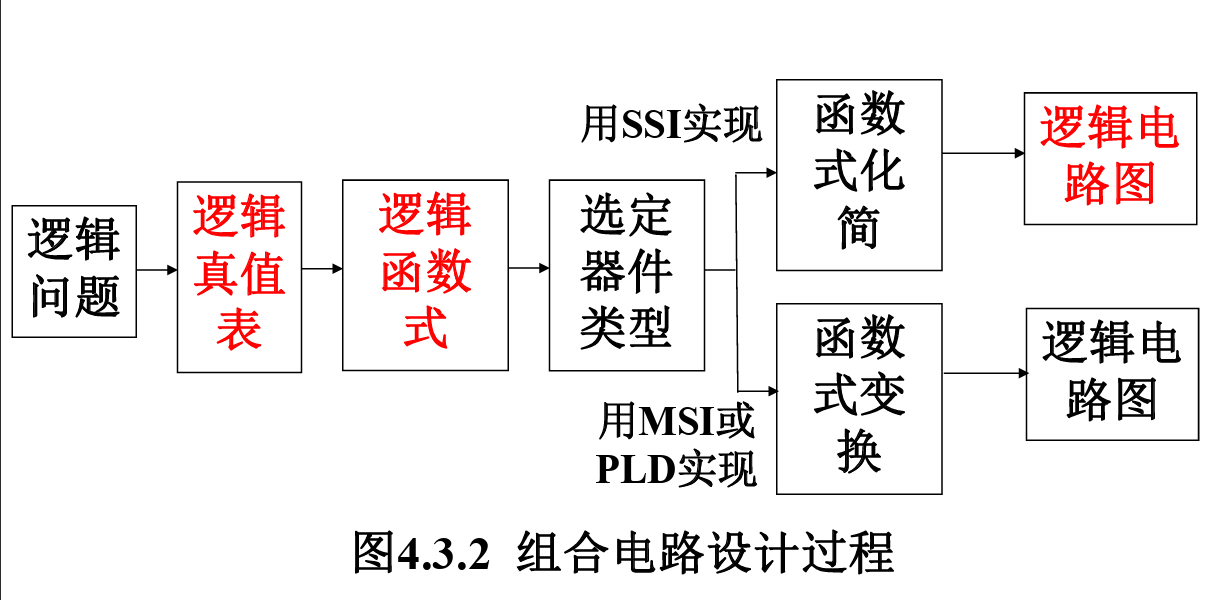 逻辑
问题
逻辑
真值
表
逻辑
函数
式
选定
器件
类型
用SSI实现
函数
式化
简
逻辑电
路图
用MSI或
PLD实现
函数
式变
换
逻辑电
路图
图4.3.2 组合电路设计过程